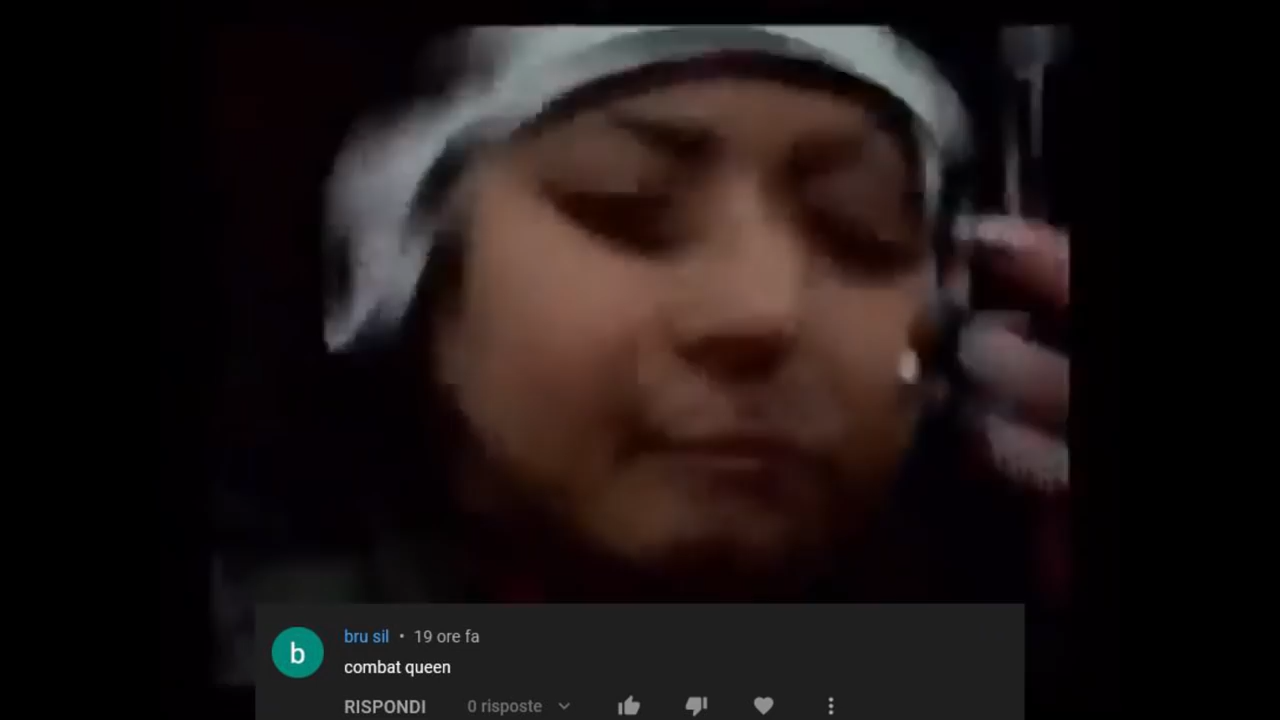 b
bru sil • 19 ore fa
combat queen
RISPONDI 0 risposte